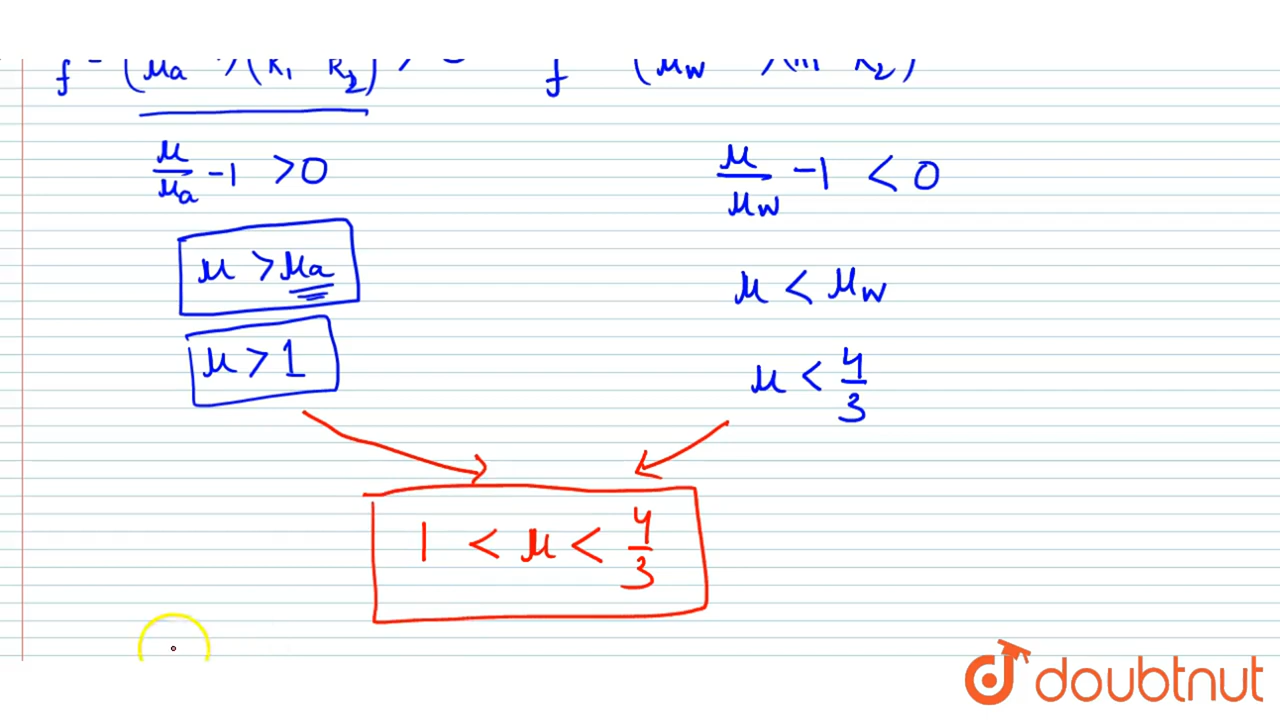 μ/μa - 1 > 0
μ > μa
μ > 1
μ/μw - 1 < 0
μ < μw
μ < 4/3
1 < μ < 4/3
doubtnut